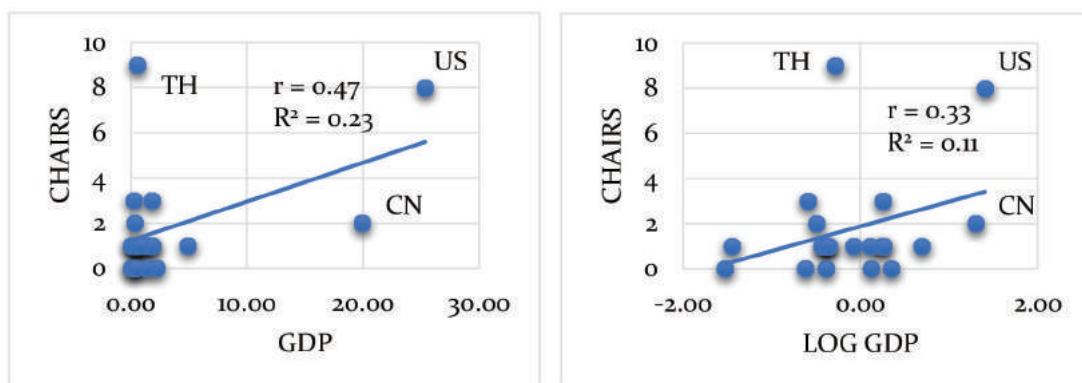 10
8
6
4
2
0
CHAIRS
TH
US
r = 0.47
R² = 0.23
CN
0.00 10.00 20.00 30.00
GDP
10
8
6
4
2
0
CHAIRS
TH
US
r = 0.33
R² = 0.11
CN
-2.00 0.00 2.00
LOG GDP